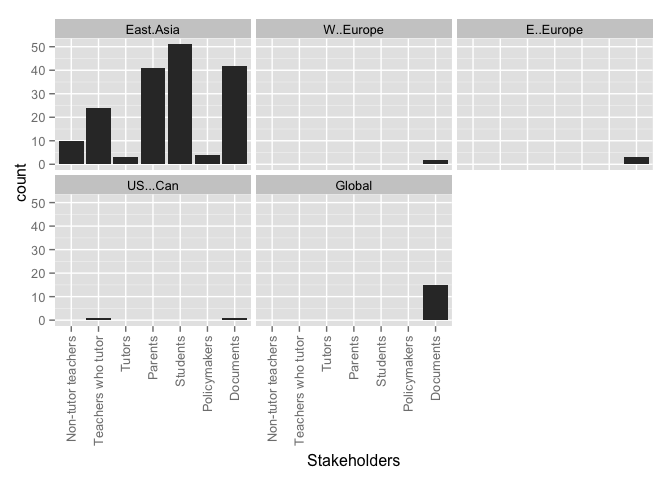 East.Asia
W..Europe
E..Europe
50
40
30
20
10
0
count
US...Can
Global
50
40
30
20
10
0
Non-tutor teachers
Teachers who tutor
Tutors
Parents
Students
Policymakers
Documents
Non-tutor teachers
Teachers who tutor
Tutors
Parents
Students
Policymakers
Documents
Stakeholders